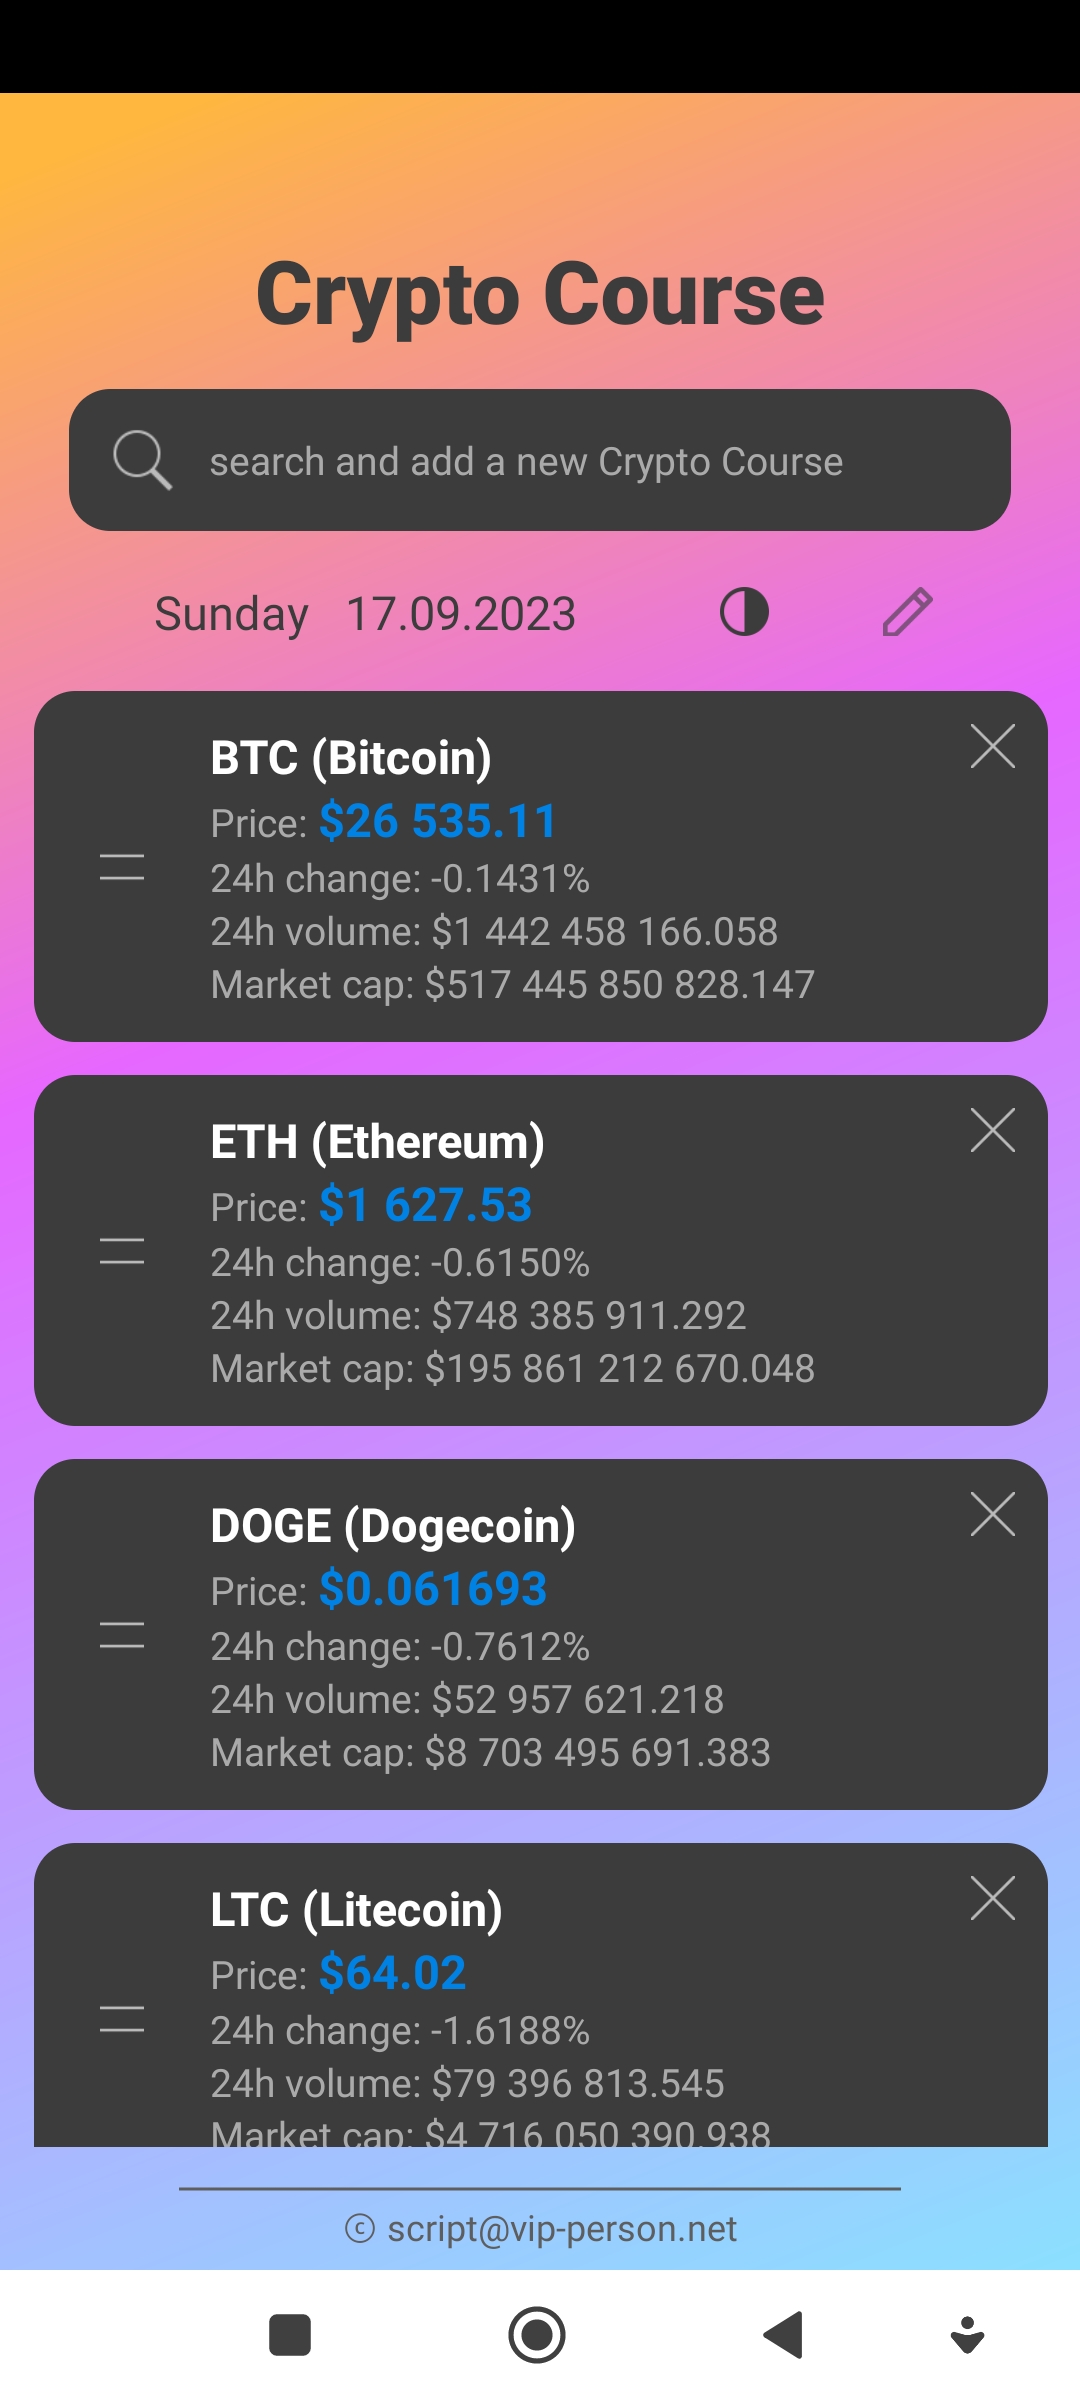 Crypto Course
search and add a new Crypto Course
Sunday 17.09.2023
BTC (Bitcoin)
Price: $26 535.11
24h change: -0.1431%
24h volume: $1 442 458 166.058
Market cap: $517 445 850 828.147
ETH (Ethereum)
Price: $1 627.53
24h change: -0.6150%
24h volume: $748 385 911.292
Market cap: $195 861 212 670.048
DOGE (Dogecoin)
Price: $0.061693
24h change: -0.7612%
24h volume: $52 957 621.218
Market cap: $8 703 495 691.383
LTC (Litecoin)
Price: $64.02
24h change: -1.6188%
24h volume: $79 396 813.545
Market cap: $4 716 050 390.938
© script@vip-person.net